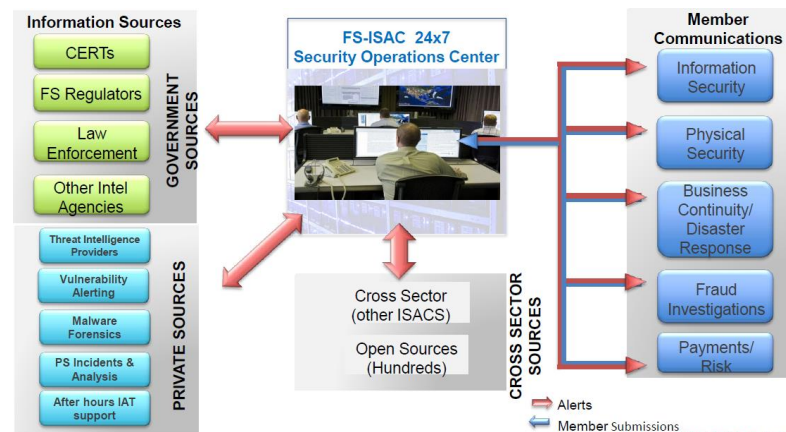 Information Sources
CERTs
FS Regulators
Law
Enforcement
Other Intel
Agencies
GOVERNMENT
SOURCES
Threat Intelligence
Providers
Vulnerability
Alerting
Malware
Forensics
PS Incidents &
Analysis
After hours IAT
support
PRIVATE SOURCES
FS-ISAC 24x7
Security Operations Center
Cross Sector
(other ISACS)
Open Sources
(Hundreds)
CROSS SECTOR
SOURCES
Member
Communications
Information
Security
Physical
Security
Business
Continuity/
Disaster
Response
Fraud
Investigations
Payments/
Risk
Alerts
Member Submissions